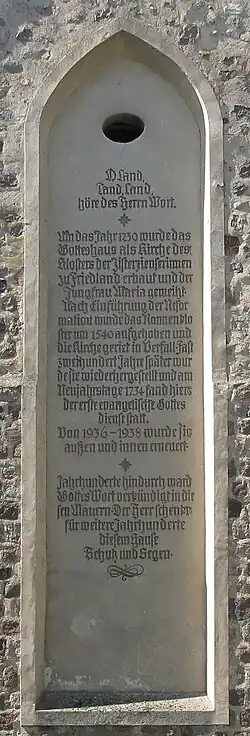 O Land,
Land, Land,
höre des Herrn Wort.
Um das Jahr 1230 wurde das
Gotteshaus als Kirche des
Klosters der Zisterzienserinnen
zu Friedland erbaut und der
Jungfrau Maria geweiht.
Nach Einführung der Refor
mation wurde das Nonnenklo
ster um 1540 aufgehoben und
die Kirche geriet in Verfall. Fast
zweihundert Jahr später wur
de sie wiederhergestellt und am
Neujahrstage 1734 fand hier
der erste evangelische Gottes
dienst statt.
Von 1936-1938 wurde sie
außen und innen erneuert.
Jahrhunderte hindurch ward
Gottes Wort verkündigt in die
sen Mauern. Der Herr schenke
für weitere Jahrhunderte
diesem Hause
Schutz und Segen.